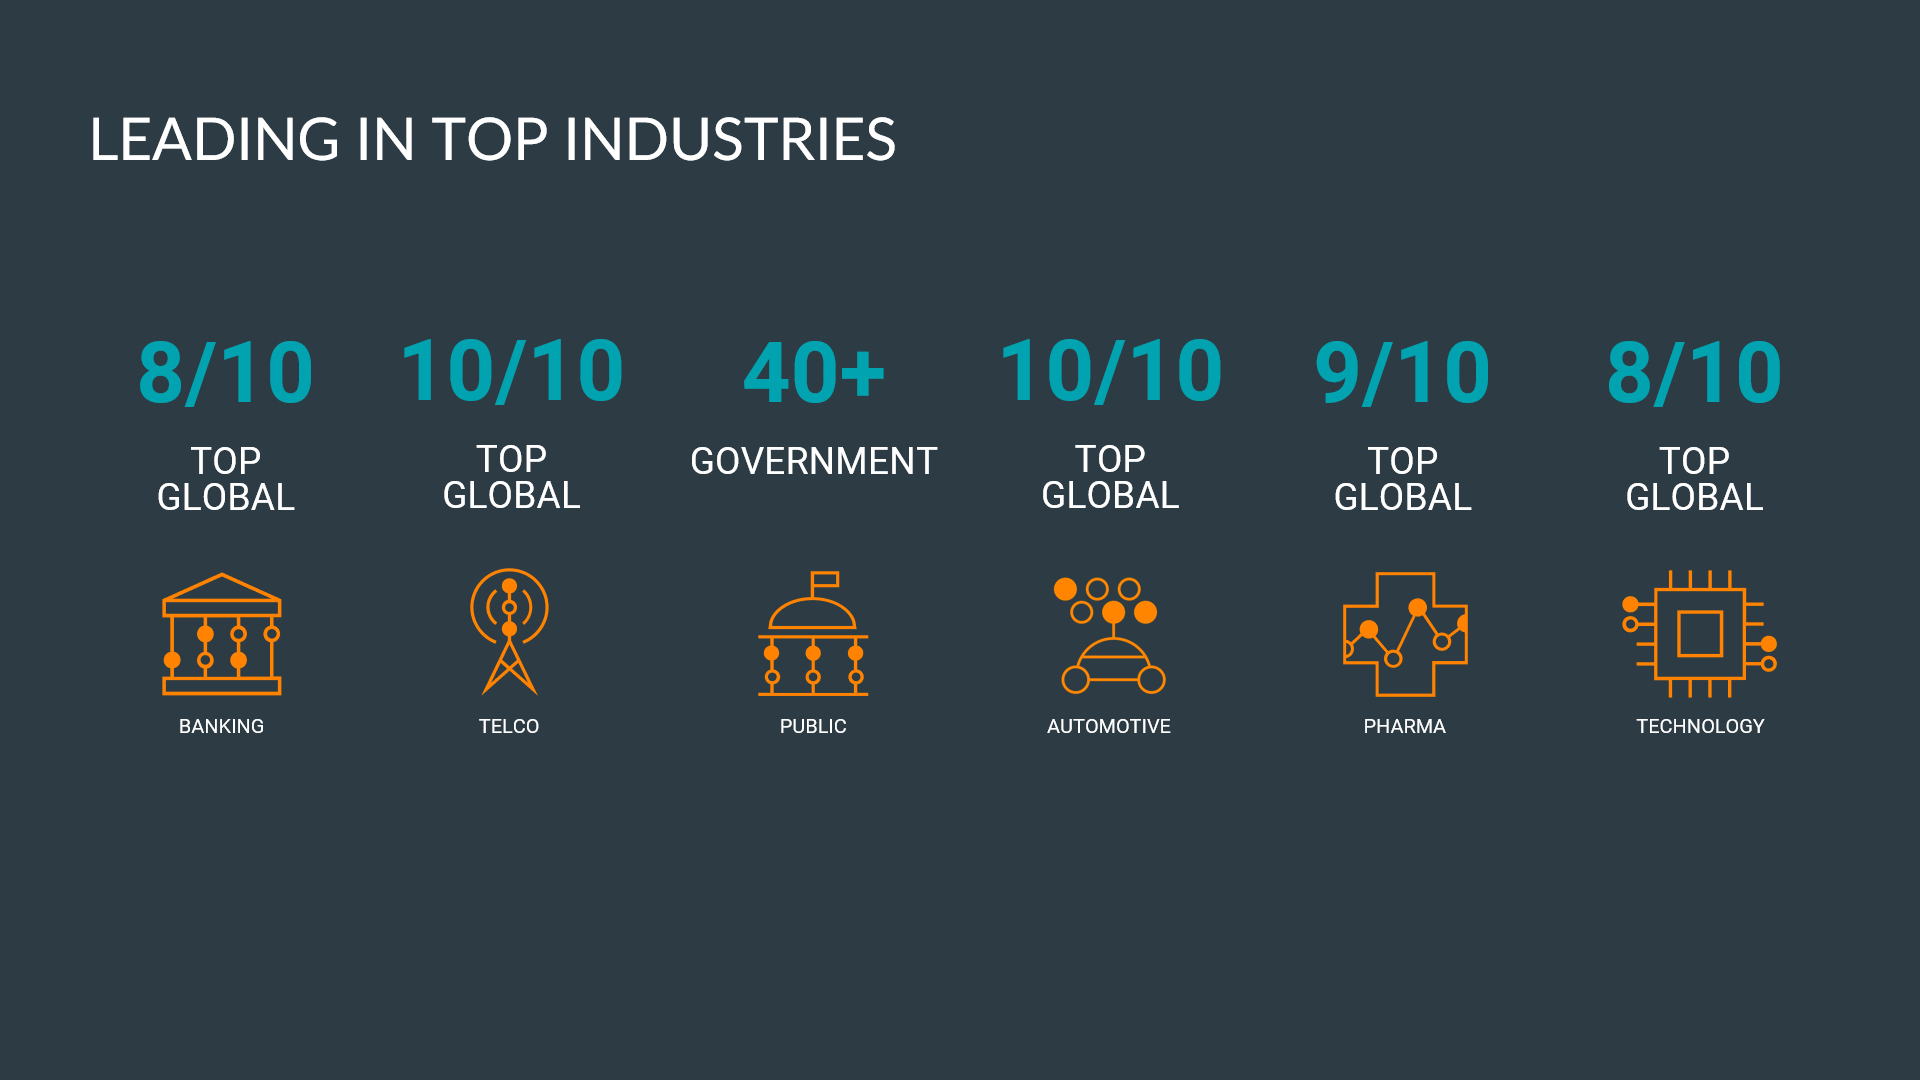 LEADING IN TOP INDUSTRIES
8/10
TOP
GLOBAL
BANKING
10/10
TOP
GLOBAL
TELCO
40+
GOVERNMENT
PUBLIC
10/10
TOP
GLOBAL
AUTOMOTIVE
9/10
TOP
GLOBAL
PHARMA
8/10
TOP
GLOBAL
TECHNOLOGY